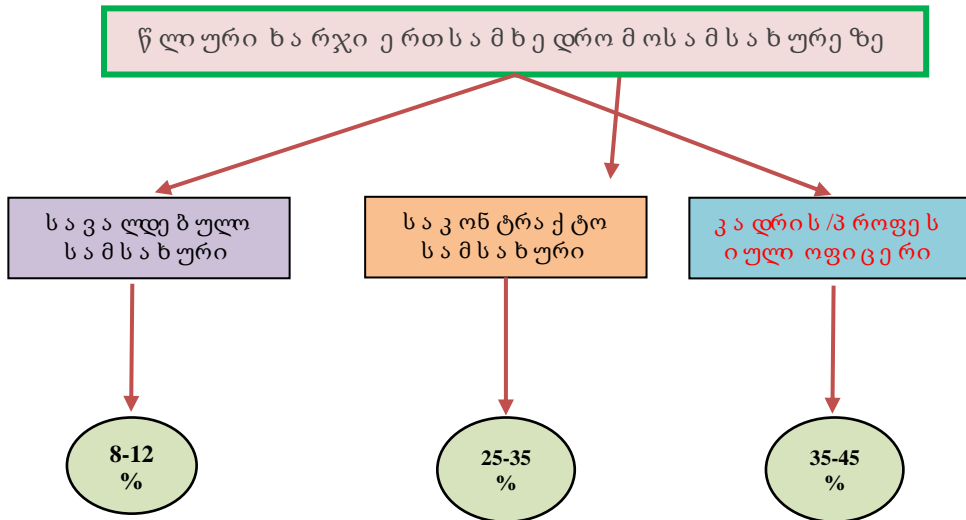 წლიური ხარჯი ერთ სამხედრო მოსამსახურეზე
სავალდებულო
სამსახური
საკონტრაქტო
სამსახური
კადრის/პროფეს
იული ოფიცერი
8-12
%
25-35
%
35-45
%